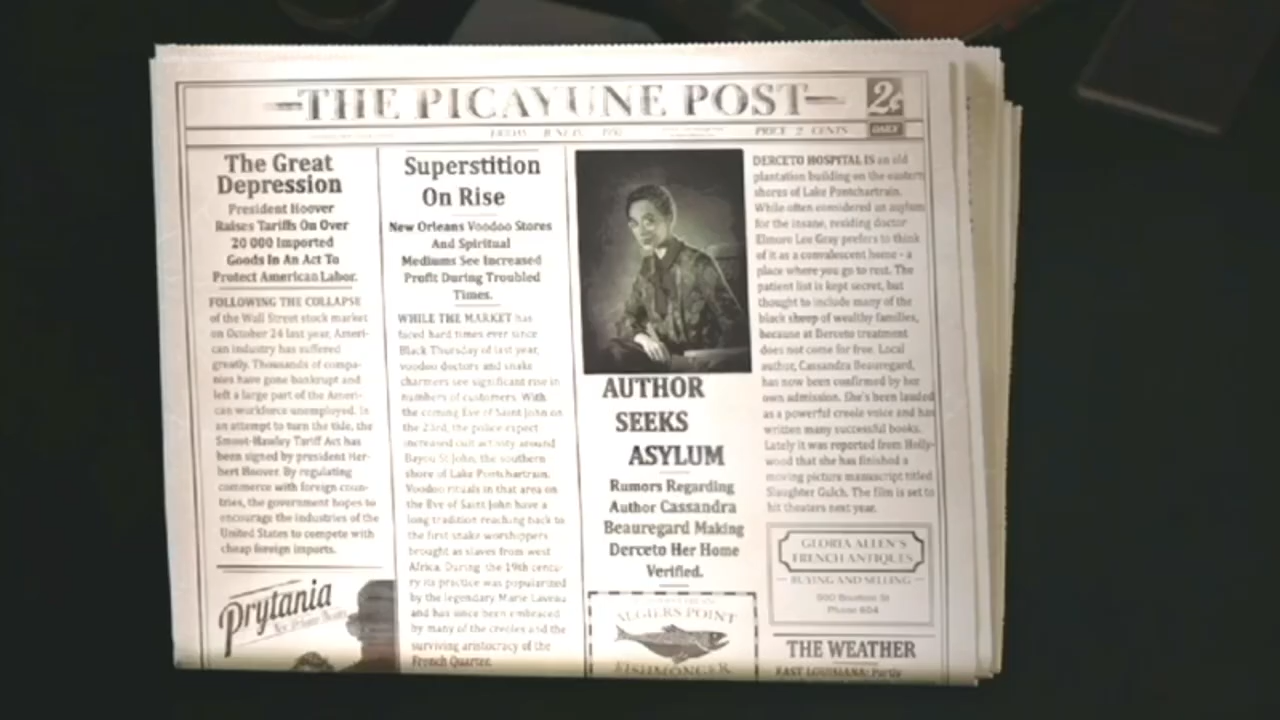 THE PICAYUNE POST
2¢
DAILY
PRICE 2 CENTS
The Great
Depression
President Hoover
Raises Tariffs On Over
20 000 Imported
Goods In An Act To
Protect American Labor.
FOLLOWING THE COLLAPSE
of the Wall Street stock market
on October 24 last year, Ameri-
can industry has suffered
greatly. Thousands of compa-
nies have gone bankrupt and
left a large part of the Ameri-
can workforce unemployed. In
an attempt to turn the tide, the
Smoot-Hawley Tariff Act has
been signed by president Her-
bert Hoover. By regulating
commerce with foreign coun-
tries, the government hopes to
encourage the industries of the
United States to compete with
cheap foreign imports.
Prytania
Superstition
On Rise
New Orleans Voodoo Stores
And Spiritual
Mediums See Increased
Profit During Troubled
Times.
WHILE THE MARKET has
faced hard times ever since
Black Thursday of last year,
voodoo doctors and snake
charmers see significant rise in
numbers of customers. With
the coming Eve of Saint John on
the 23rd, the police expect
increased cult activity around
Bayou St John, the southern
shore of Lake Pontchartrain.
Voodoo rituals in that area on
the Eve of Saint John have a
long tradition reaching back to
the first snake worshippers
brought as slaves from west
Africa. During the 19th centu-
ry its practice was popularized
by the legendary Marie Laveau
and has since been embraced
by many of the creoles and the
surviving aristocracy of the
French Quarter.
AUTHOR
SEEKS
ASYLUM
Rumors Regarding
Author Cassandra
Beauregard Making
Derceto Her Home
Verified.
ALGIERS POINT
FISHMONGER
DERCETO HOSPITAL IS an old
plantation building on the eastern
shores of Lake Pontchartrain.
While often considered an asylum
for the insane, residing doctor
Elmore Lee Gray prefers to think
of it as a convalescent home - a
place where you go to rest. The
patient list is kept secret, but
thought to include many of the
black sheep of wealthy families,
because at Derceto treatment
does not come for free. Local
author, Cassandra Beauregard,
has now been confirmed by her
own admission. She's been lauded
as a powerful creole voice and has
written many successful books.
Lately it was reported from Holly-
wood that she has finished a
moving picture manuscript titled
Slaughter Gulch. The film is set to
hit theaters next year.
GLORIA ALLEN'S
FRENCH ANTIQUES
BUYING AND SELLING
900 Bourbon St
Phone 604
THE WEATHER
EAST LOUISIANA: Partly